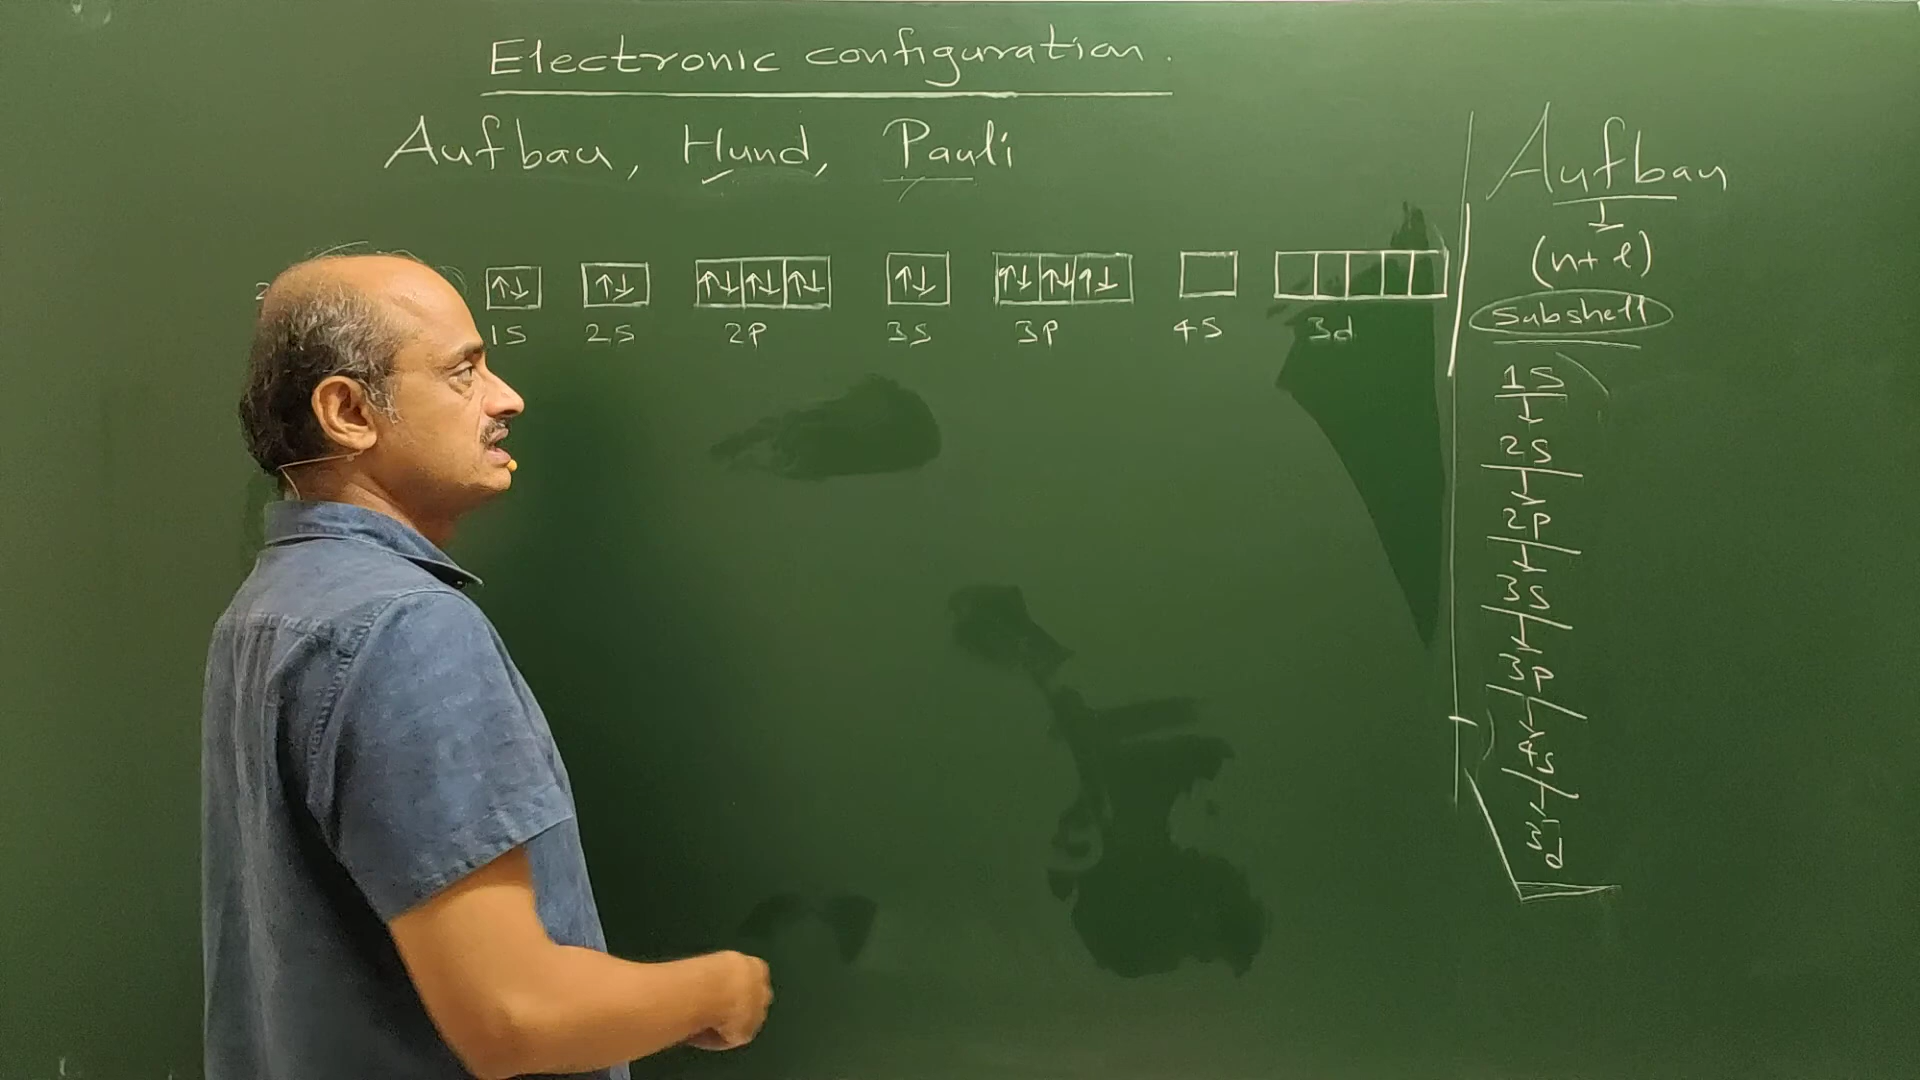 Electronic configuration.
Aufbau, Hund, Pauli
↑↓ ↑↓ ↑↓ ↑↓ ↑↓ ↑↓ ↑↓ ↑↓ ↑↓
1S 2S 2P 3S 3P 4S 3d
Aufbau
↓
(n+l)
Subshell
1S
2S
2P
3S
3P
4S
3d